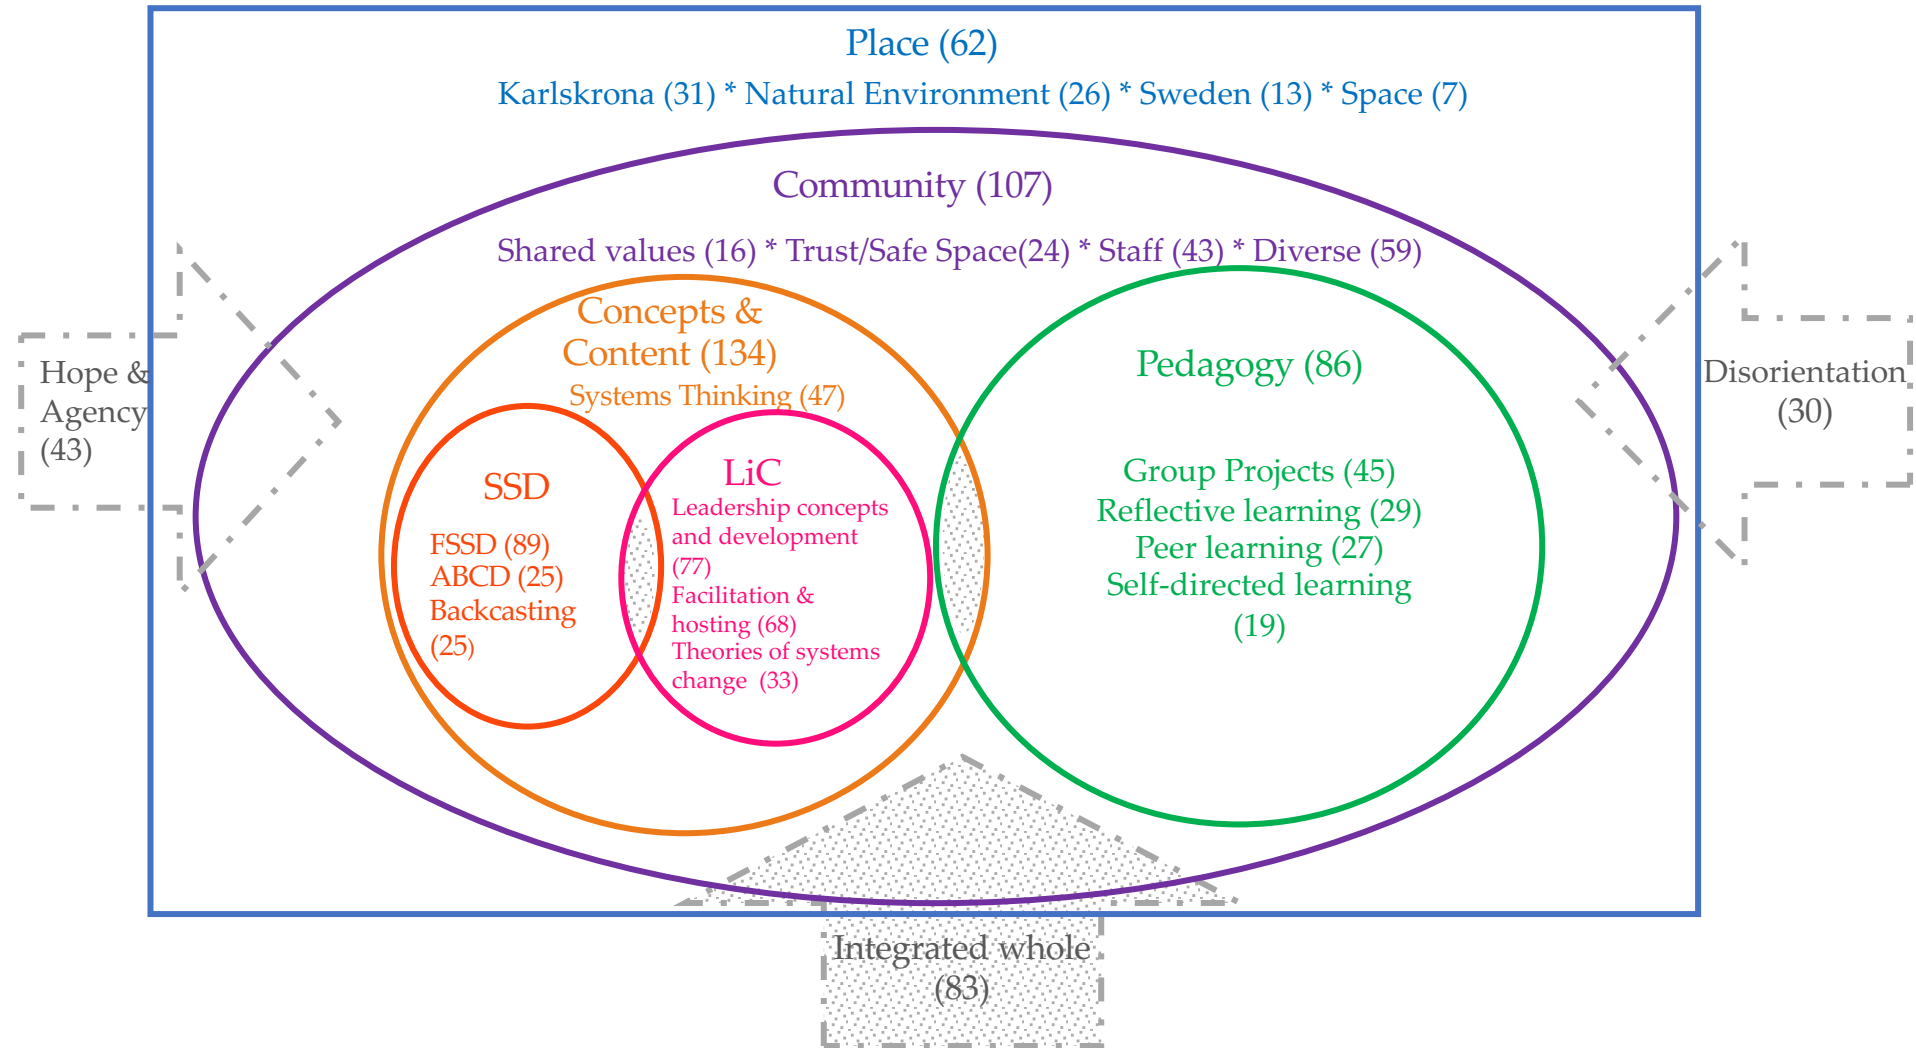 Place (62)
Karlskrona (31) * Natural Environment (26) * Sweden (13) * Space (7)
Community (107)
Shared values (16) * Trust/Safe Space(24) * Staff (43) * Diverse (59)
Concepts &
Content (134)
Systems Thinking (47)
SSD
FSSD (89)
ABCD (25)
Backcasting
(25)
LiC
Leadership concepts
and development
(77)
Facilitation &
hosting (68)
Theories of systems
change  (33)
Pedagogy (86)
Group Projects (45)
Reflective learning (29)
Peer learning (27)
Self-directed learning
(19)
Hope &
Agency
(43)
Disorientation
(30)
Integrated whole
(83)